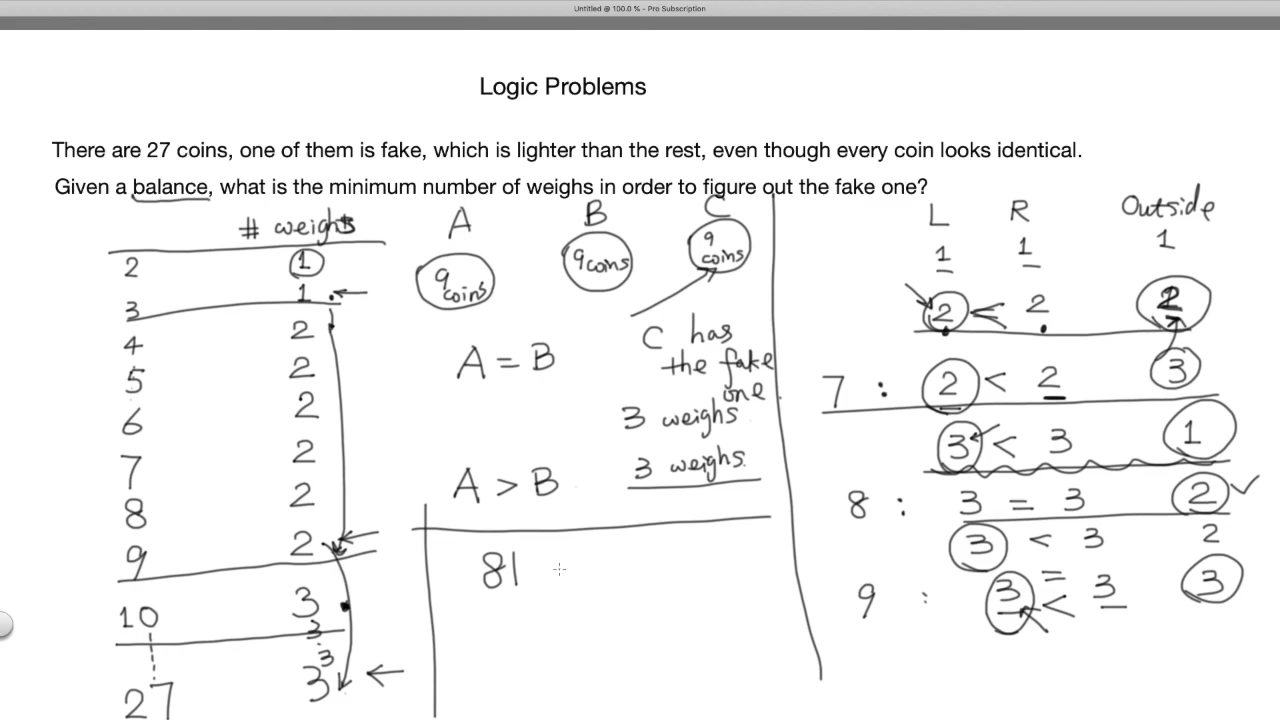 Untitled @ 100.0 % - Pro Subscription
Logic Problems
There are 27 coins, one of them is fake, which is lighter than the rest, even though every coin looks identical.
Given a balance, what is the minimum number of weighs in order to figure out the fake one?
# weighs
2 1
3 1
4 2
5 2
6 2
7 2
8 2
9 2
10 3
3
3
27 3
A B C
9 coins 9 coins 9 coins
A = B
C has
the fake
one
3 weighs
A > B 3 weighs
81
L R Outside
1 1 1
2 < 2 2
7 : 2 < 2 3
3 < 3 1
8 : 3 = 3 2
3 < 3 2
9 : 3 = < 3 3